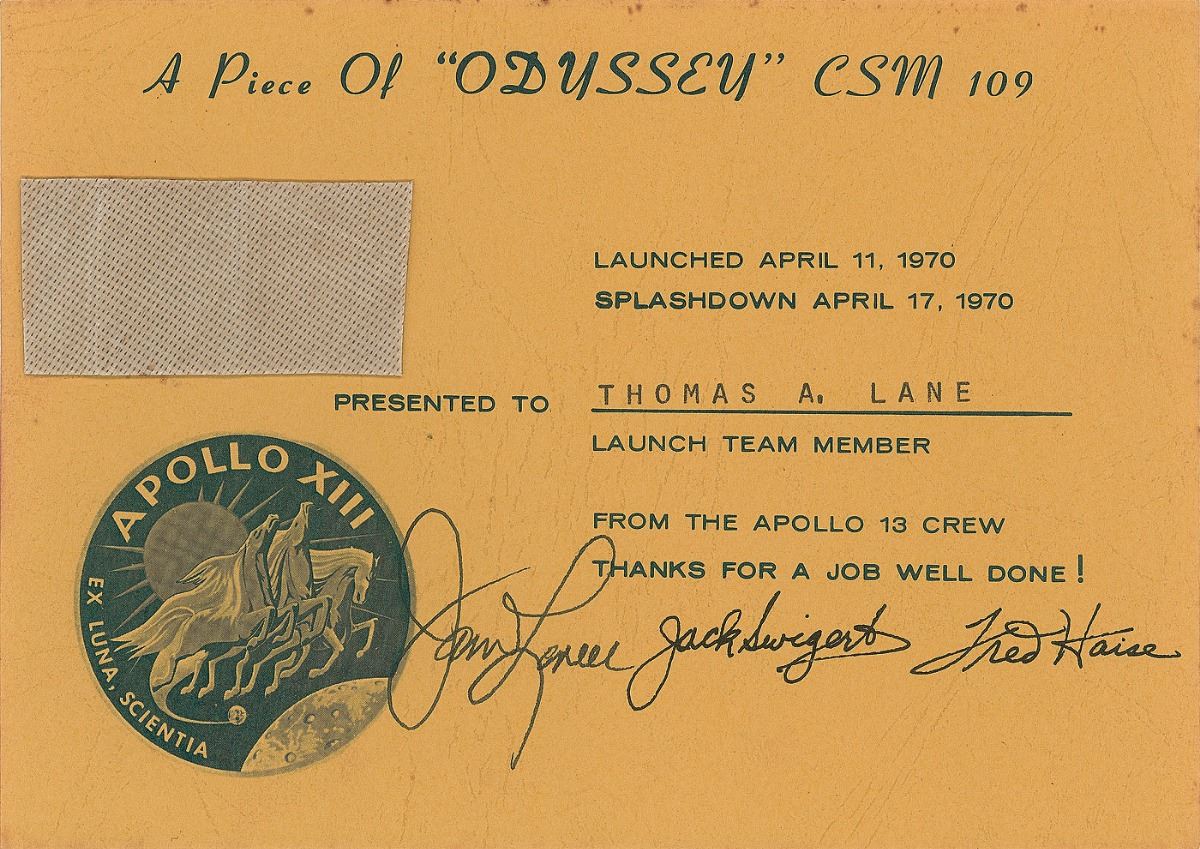 A Piece Of "ODYSSEY" CSM 109
LAUNCHED APRIL 11, 1970
SPLASHDOWN APRIL 17, 1970
PRESENTED TO THOMAS A. LANE
LAUNCH TEAM MEMBER
FROM THE APOLLO 13 CREW
THANKS FOR A JOB WELL DONE!
APOLLO XIII
EX LUNA, SCIENTIA
Jim Lovell Jack Swigert Fred Haise